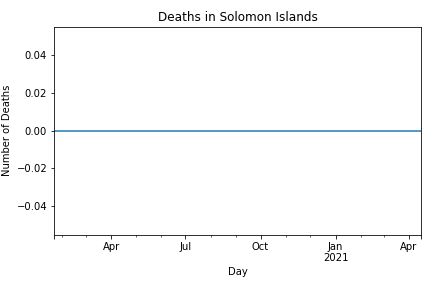 Deaths in Solomon Islands
Number of Deaths
0.04
0.02
0.00
−0.02
−0.04
Apr
Jul
Oct
Jan
2021
Apr
Day